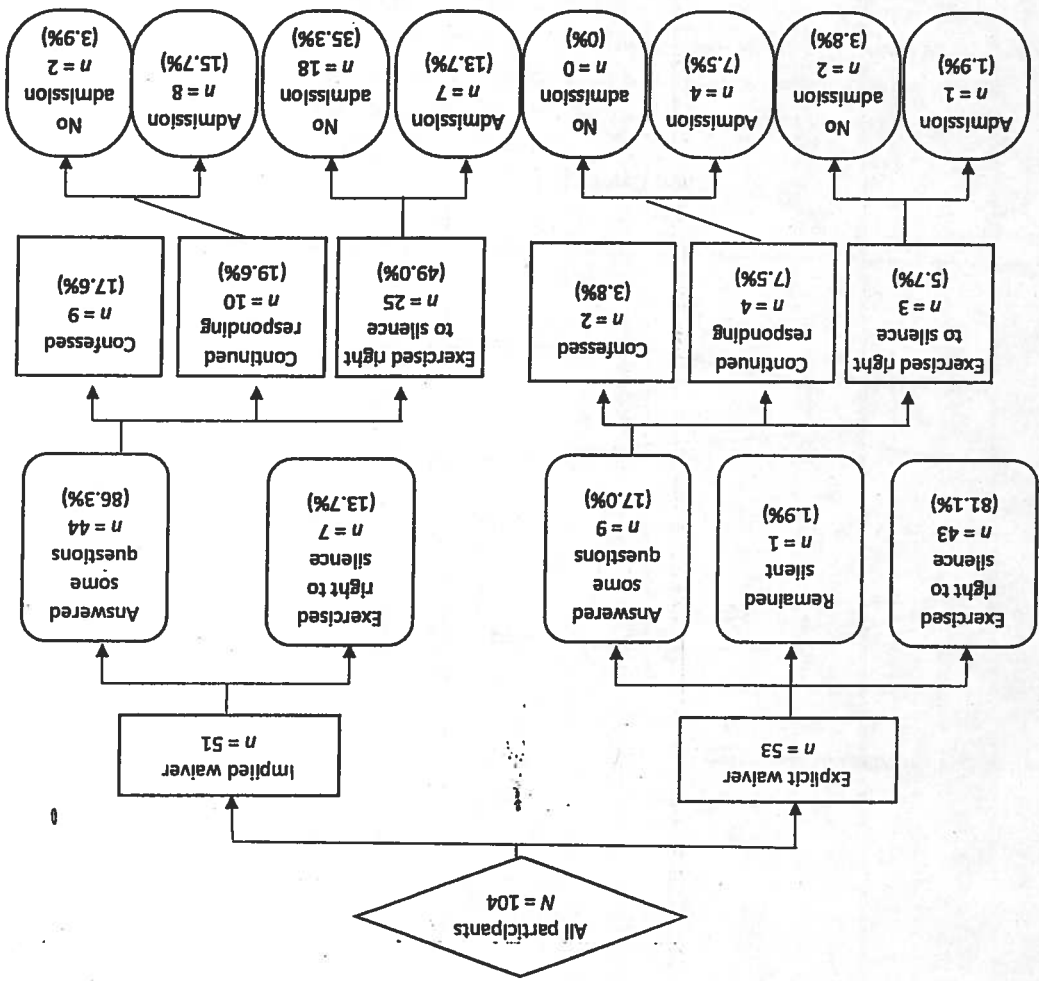 All participants
N = 104
Explicit waiver
n = 53
Implied waiver
n = 51
Exercised
right to
silence
n = 43
(81.1%)
Remained
silent
n = 1
(1.9%)
Answered
some
questions
n = 9
(17.0%)
Exercised
right to
silence
n = 7
(13.7%)
Answered
some
questions
n = 44
(86.3%)
Exercised right
to silence
n = 3
(5.7%)
Continued
responding
n = 4
(7.5%)
Confessed
n = 2
(3.8%)
Exercised right
to silence
n = 25
(49.0%)
Continued
responding
n = 10
(19.6%)
Confessed
n = 9
(17.6%)
Admission
n = 1
(1.9%)
No
admission
n = 2
(3.8%)
Admission
n = 4
(7.5%)
No
admission
n = 0
(0%)
Admission
n = 7
(13.7%)
No
admission
n = 18
(35.3%)
Admission
n = 8
(15.7%)
No
admission
n = 2
(3.9%)